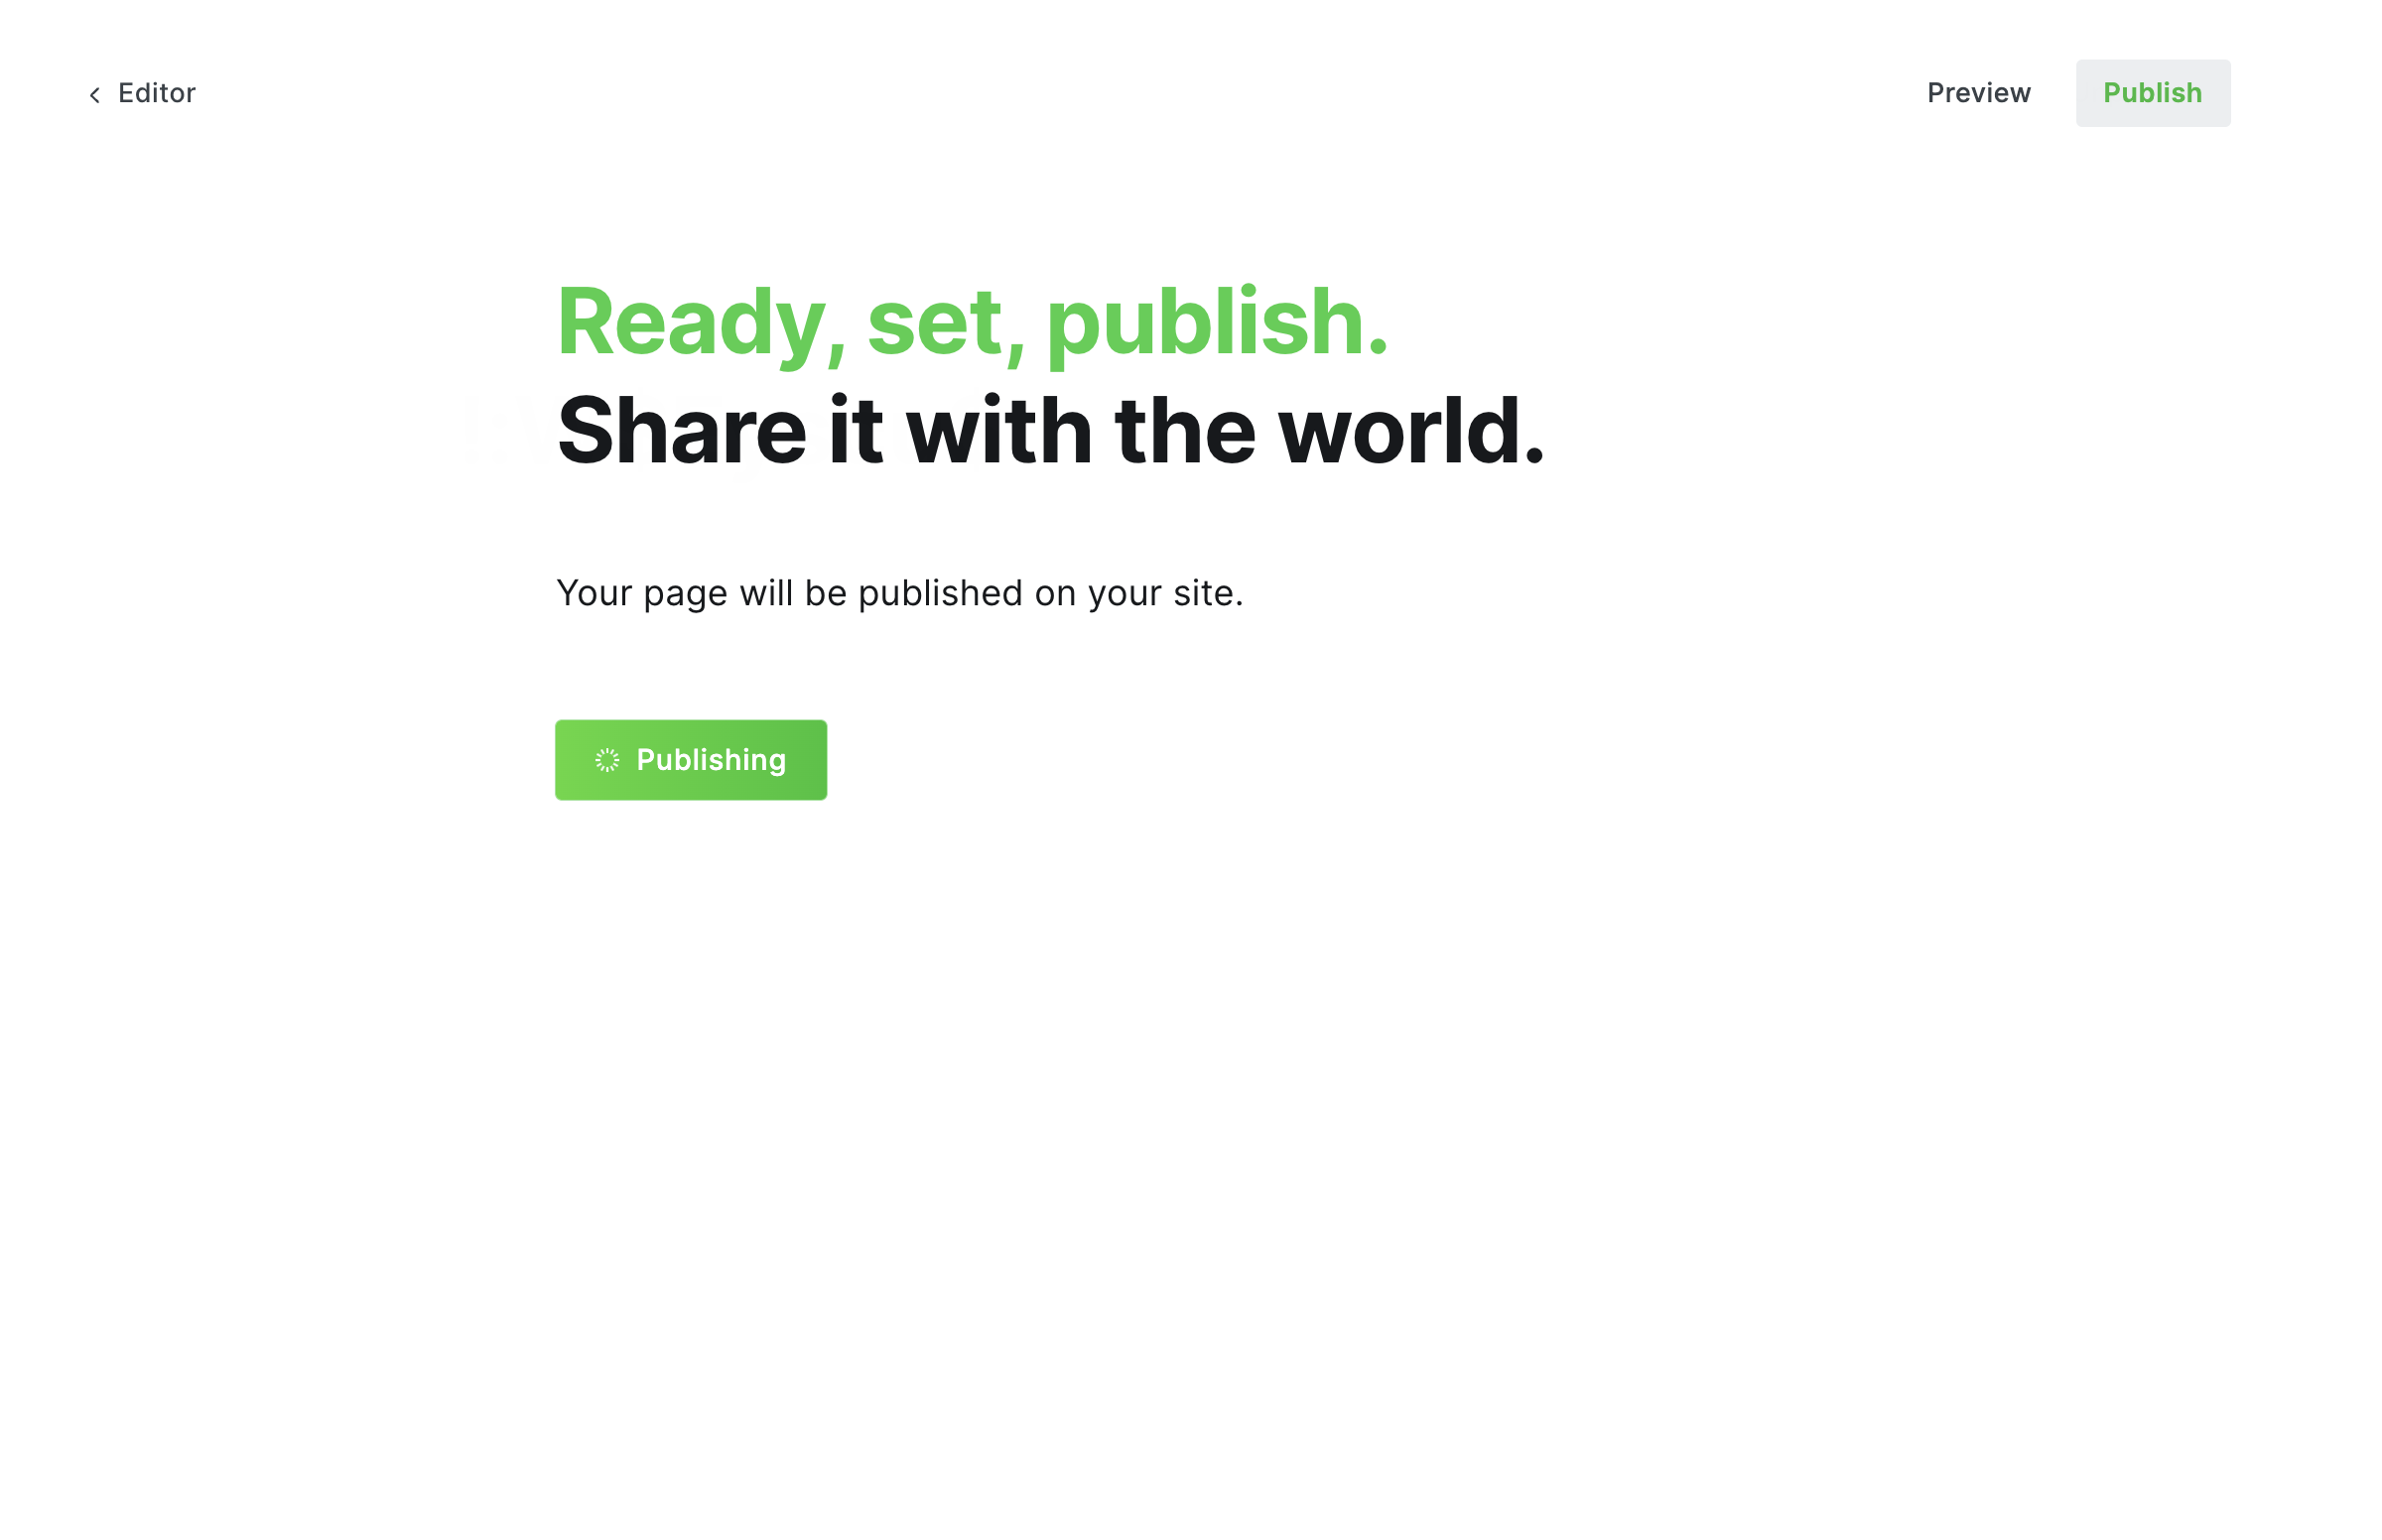 Editor
Preview
Publish
Ready, set, publish.
Share it with the world.
Your page will be published on your site.
Publishing